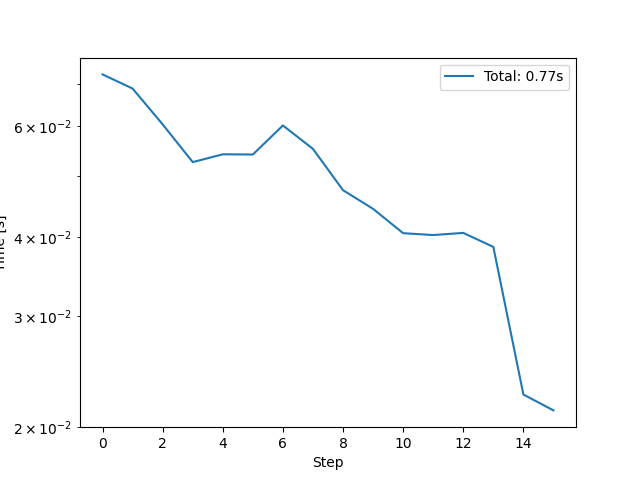 Total: 0.77s
6 × 10⁻²
4 × 10⁻²
3 × 10⁻²
2 × 10⁻²
[s]
0 2 4 6 8 10 12 14
Step